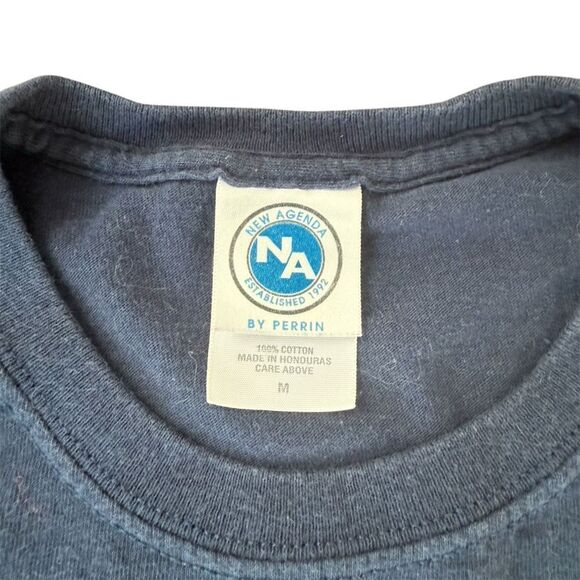 NEW AGENDA
NA
ESTABLISHED 1992
BY PERRIN
100% COTTON
MADE IN HONDURAS
CARE ABOVE
M